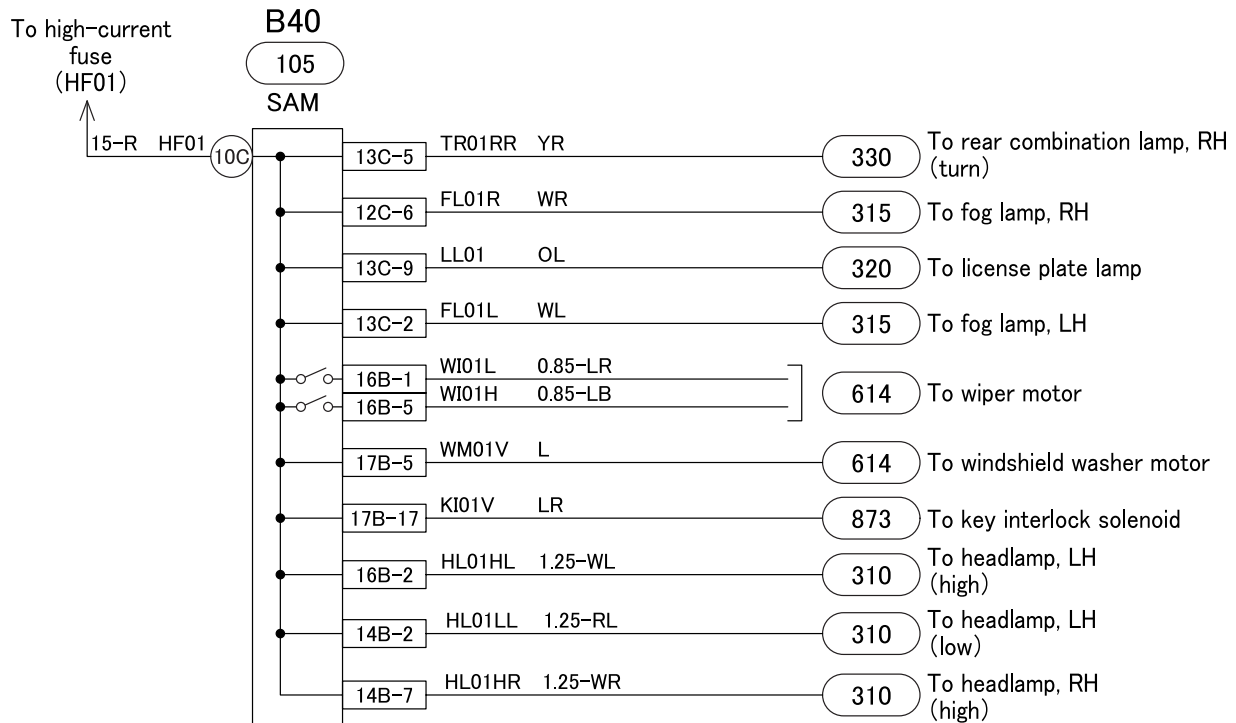 To high-current
fuse
(HF01)
B40
105
SAM
15-R HF01 10C
13C-5 TR01RR YR 330 To rear combination lamp, RH
(turn)
12C-6 FL01R WR 315 To fog lamp, RH
13C-9 LL01 OL 320 To license plate lamp
13C-2 FL01L WL 315 To fog lamp, LH
16B-1 WI01L 0.85-LR
16B-5 WI01H 0.85-LB
614 To wiper motor
17B-5 WM01V L 614 To windshield washer motor
17B-17 KI01V LR 873 To key interlock solenoid
16B-2 HL01HL 1.25-WL 310 To headlamp, LH
(high)
14B-2 HL01LL 1.25-RL 310 To headlamp, LH
(low)
14B-7 HL01HR 1.25-WR 310 To headlamp, RH
(high)